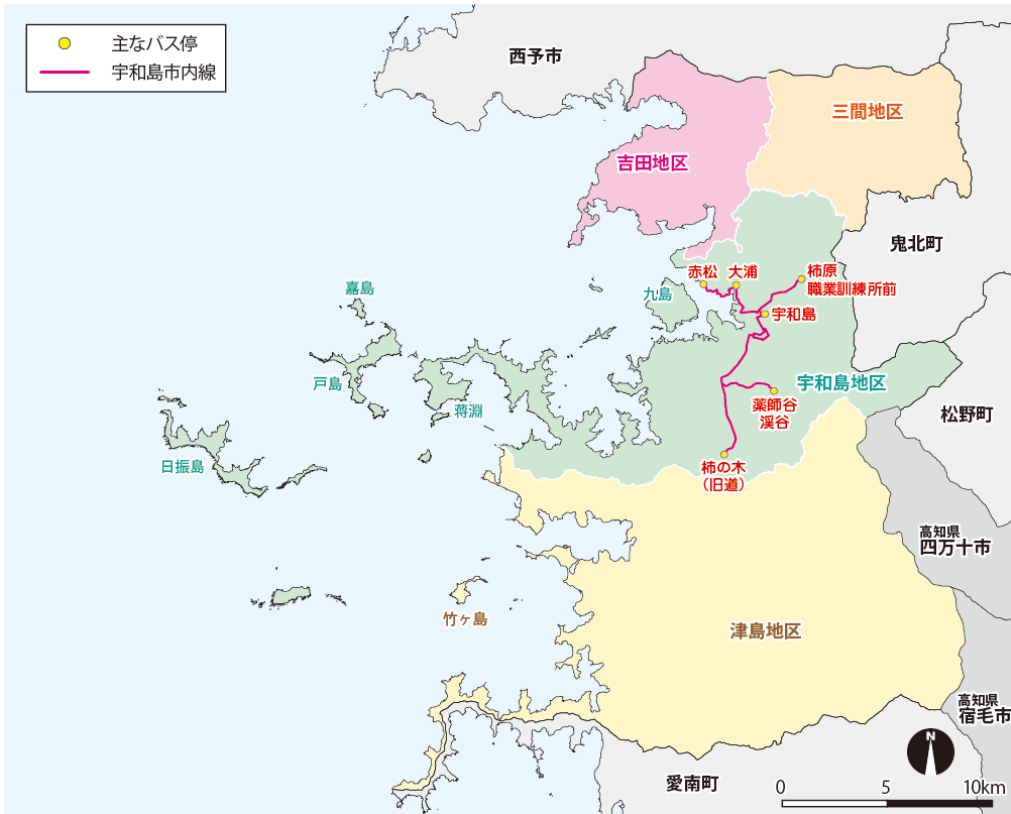 主なバス停
宇和島市内線
西予市
三間地区
吉田地区
鬼北町
赤松
大浦
柿原
職業訓練所前
嘉島
九島
宇和島
戸島
蒋淵
宇和島地区
薬師谷
渓谷
松野町
日振島
柿の木
（旧道）
高知県
四万十市
竹ヶ島
津島地区
高知県
宿毛市
N
愛南町
0
5
10km